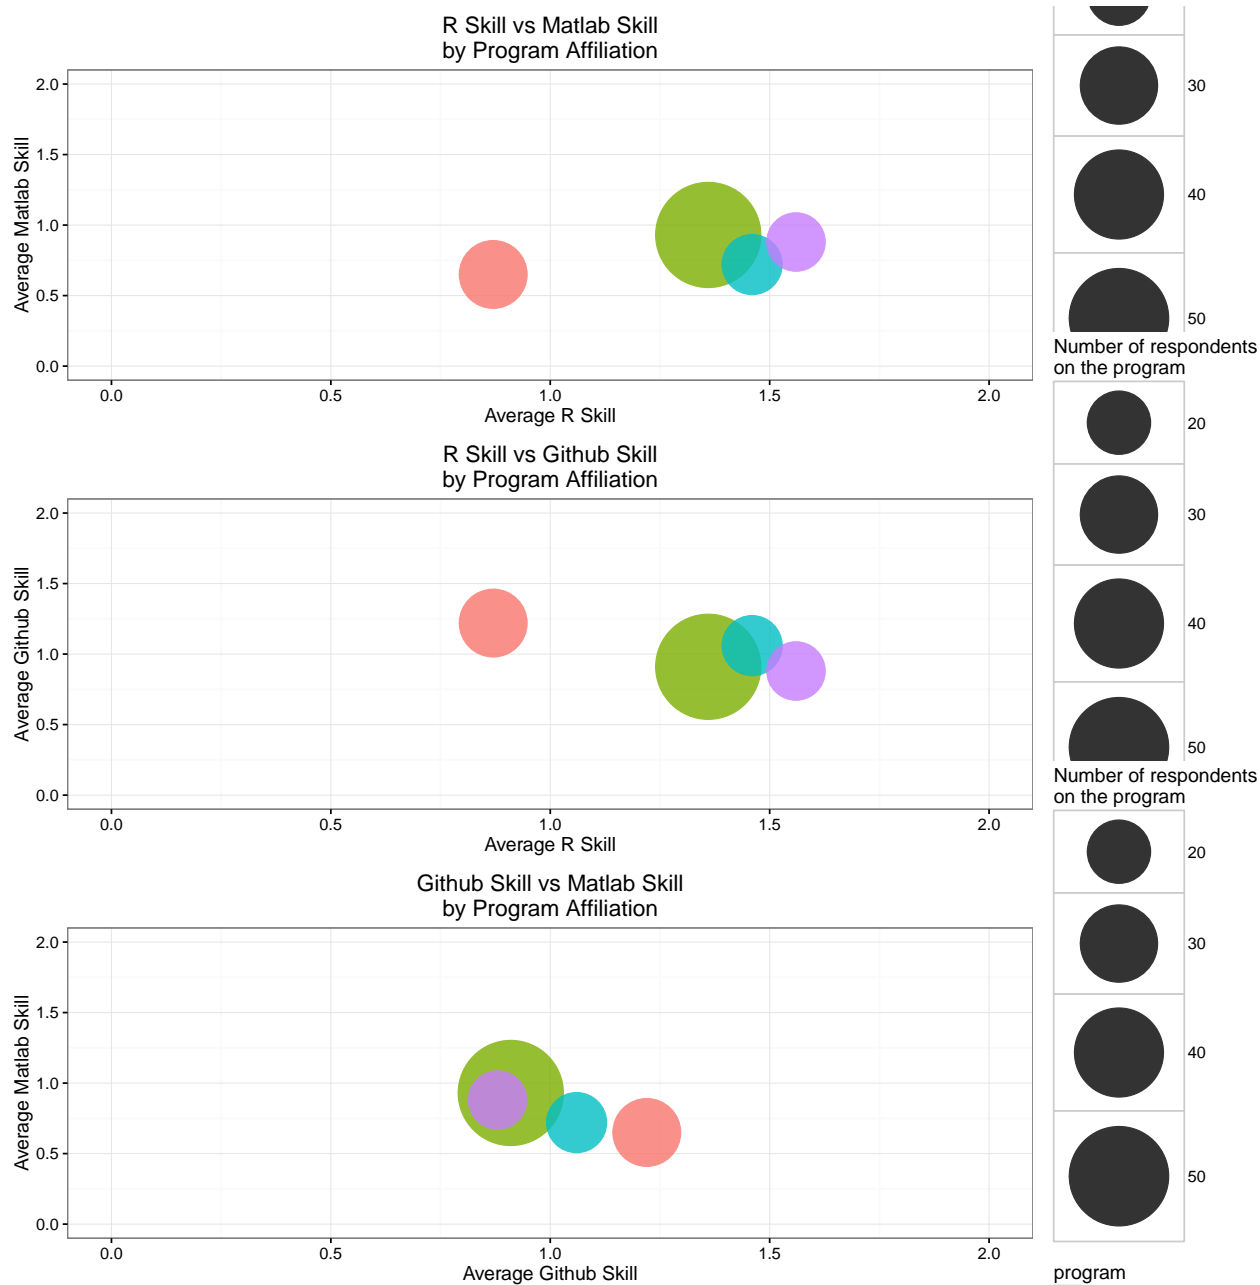 R Skill vs Matlab Skill
by Program Affiliation
2.0
1.5
1.0
0.5
0.0
Average Matlab Skill
0.0 0.5 1.0 1.5 2.0
Average R Skill
30
40
50
Number of respondents
on the program
20
30
40
50
R Skill vs Github Skill
by Program Affiliation
2.0
1.5
1.0
0.5
0.0
Average Github Skill
0.0 0.5 1.0 1.5 2.0
Average R Skill
Number of respondents
on the program
20
30
40
50
Github Skill vs Matlab Skill
by Program Affiliation
2.0
1.5
1.0
0.5
0.0
Average Matlab Skill
0.0 0.5 1.0 1.5 2.0
Average Github Skill
program